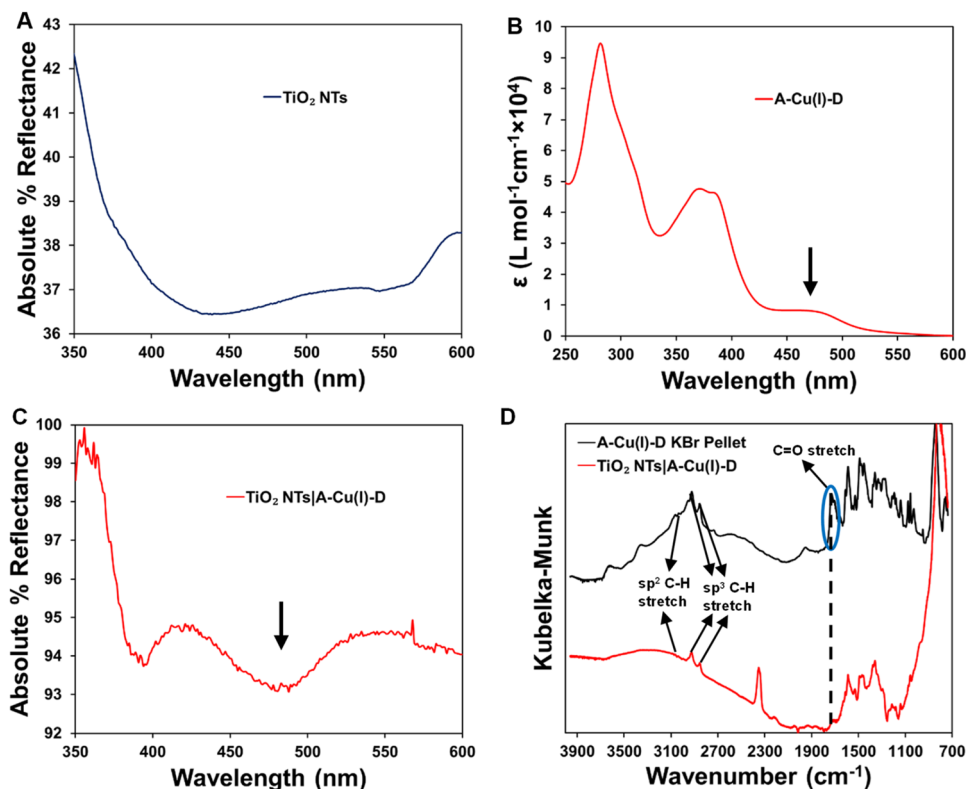 A
Absolute % Reflectance
43
42
41
40
39
38
37
36
TiO₂ NTs
350 400 450 500 550 600
Wavelength (nm)
B
ε (L mol⁻¹cm⁻¹×10⁴)
10
9
8
7
6
5
4
3
2
1
0
A-Cu(I)-D
250 300 350 400 450 500 550 600
Wavelength (nm)
C
Absolute % Reflectance
100
99
98
97
96
95
94
93
92
TiO₂ NTs|A-Cu(I)-D
350 400 450 500 550 600
Wavelength (nm)
D
Kubelka-Munk
A-Cu(I)-D KBr Pellet
TiO₂ NTs|A-Cu(I)-D
C=O stretch
sp² C-H
stretch
sp³ C-H
stretch
3900 3500 3100 2700 2300 1900 1500 1100 700
Wavenumber (cm⁻¹)